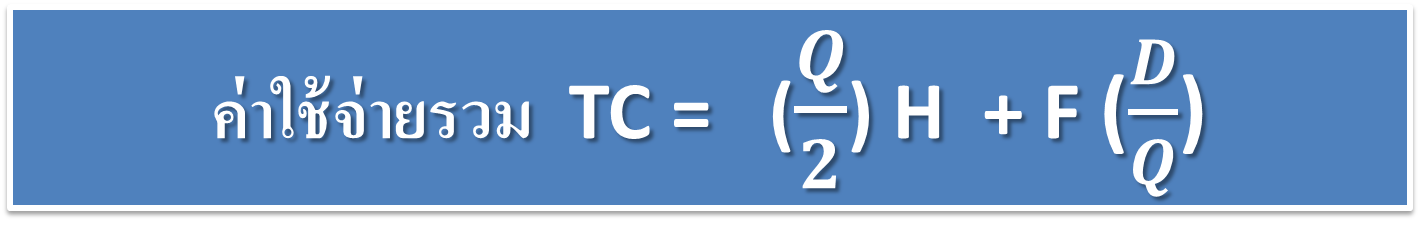 ค่าใช้จ่ายรวม TC = (Q/2) H + F (D/Q)